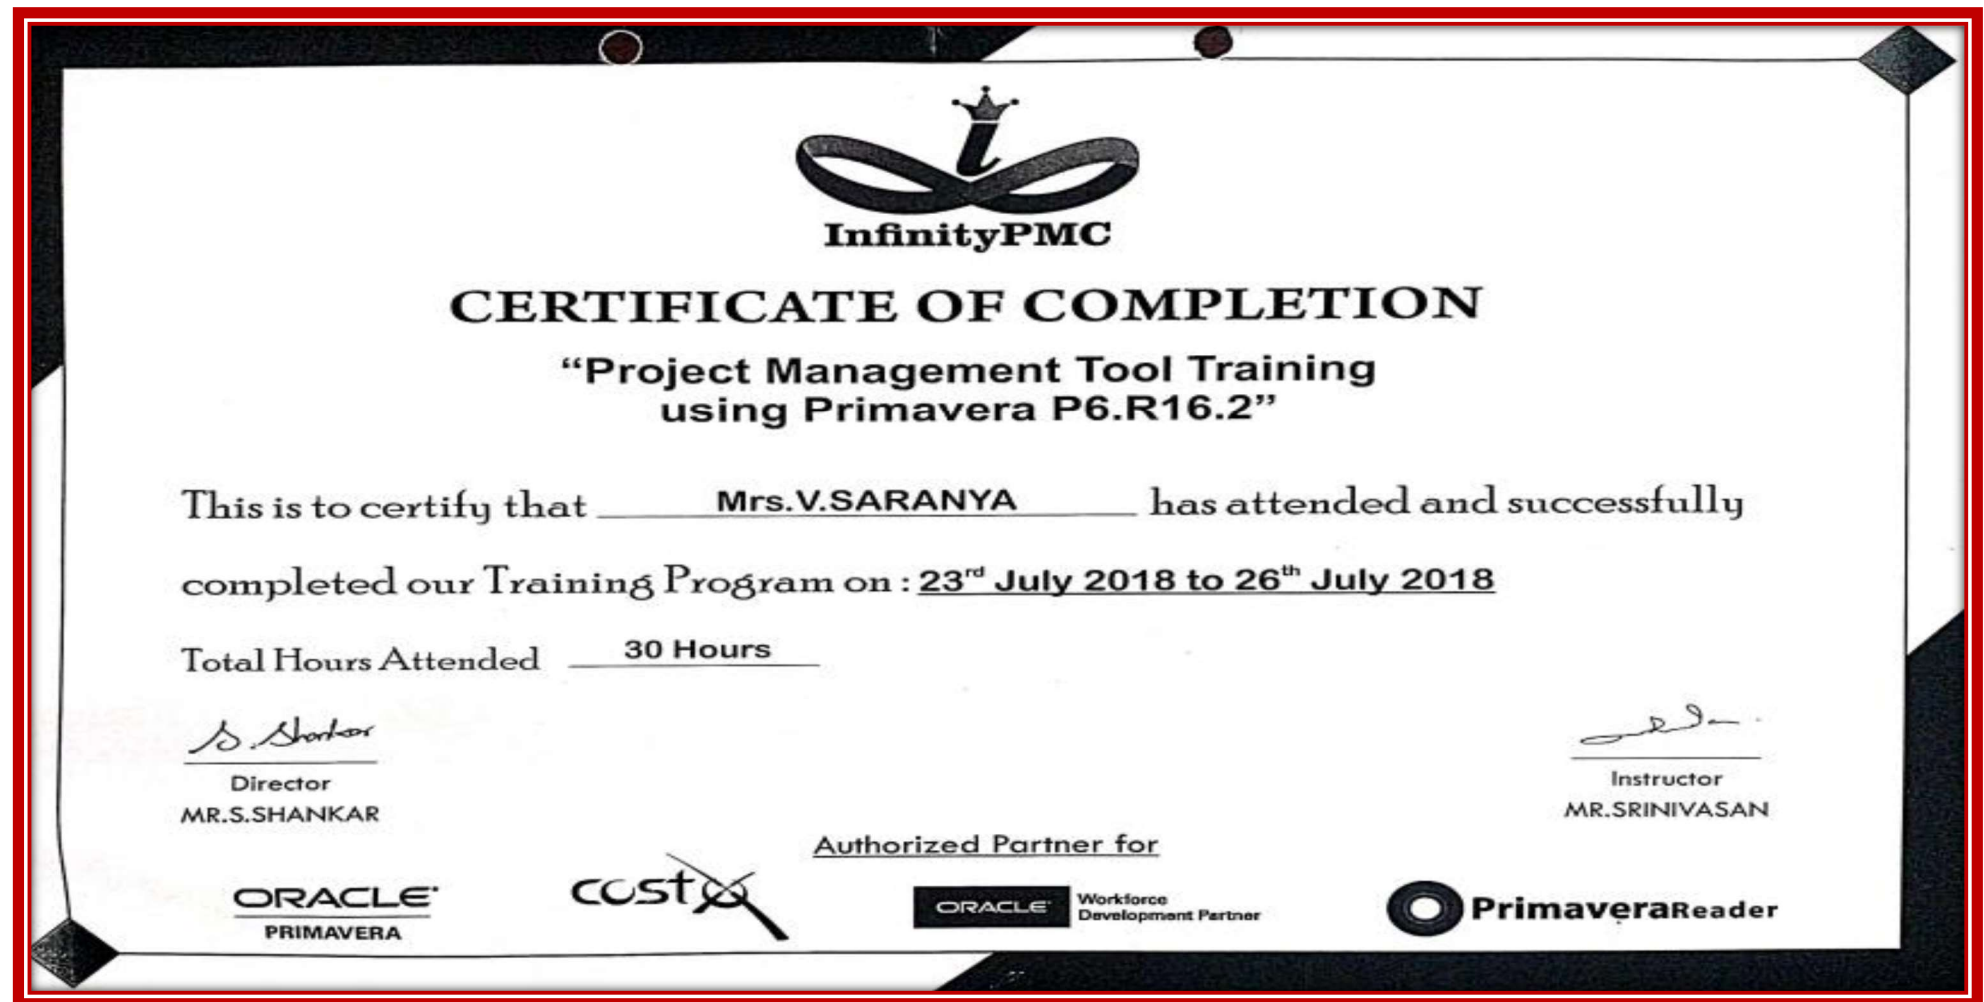 i
InfinityPMC
CERTIFICATE OF COMPLETION
“Project Management Tool Training
using Primavera P6.R16.2”
This is to certify that Mrs.V.SARANYA has attended and successfully
completed our Training Program on : 23rd July 2018 to 26th July 2018
Total Hours Attended 30 Hours
S. Shankar
Director
MR.S.SHANKAR
Instructor
MR.SRINIVASAN
Authorized Partner for
ORACLE
PRIMAVERA
costX
ORACLE Workforce
Development Partner
PrimaveraReader